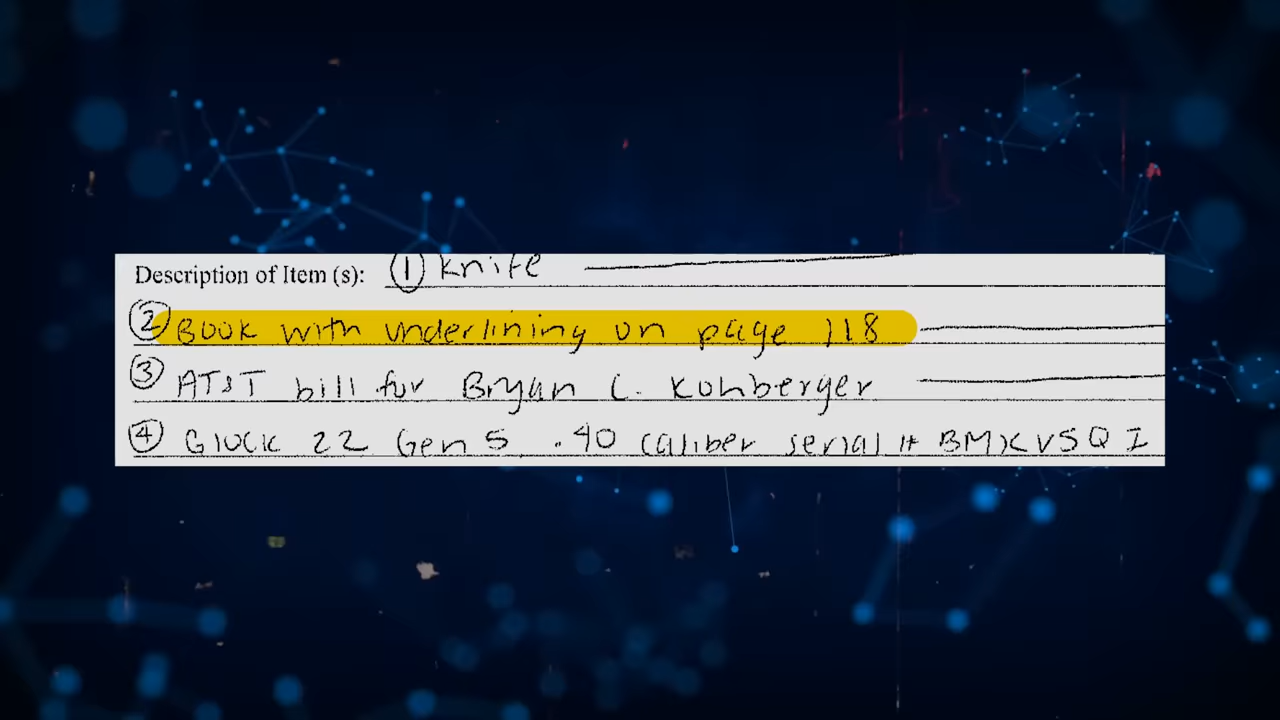 Description of Item (s): ① Knife
② Book with underlining on page 118
③ AT&T bill for Bryan C. Kohberger
④ Glock 22 Gen 5 .40 caliber serial #